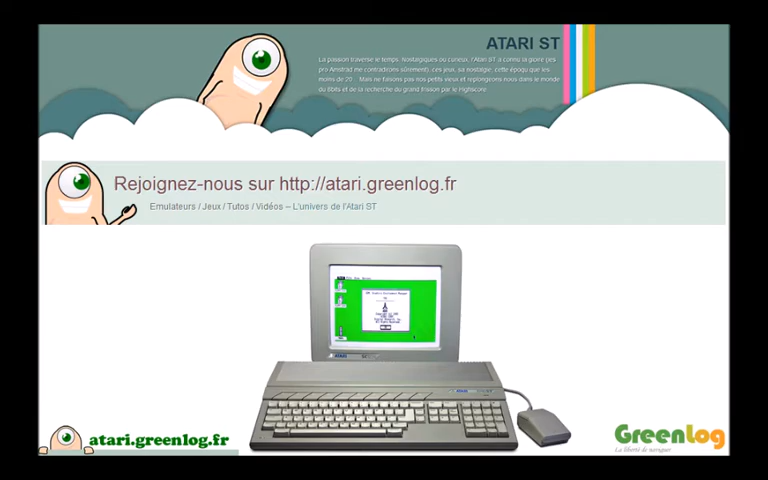 ATARI ST
La passion traverse le temps. Nostalgiques ou curieux, l'Atari ST a connu la gloire (les
pro Amstrad me contredirons sûrement), ces jeux, sa nostalgie, cette époque que les
moins de 20... Mais ne faisons pas nos petits vieux et replongeons nous dans le monde
du 8bits et de la recherche du grand frisson par le Highscore
Rejoignez-nous sur http://atari.greenlog.fr
Emulateurs / Jeux / Tutos / Vidéos – L'univers de l'Atari ST
ATARI
ATARI
atari.greenlog.fr
GreenLog
La liberté de naviguer